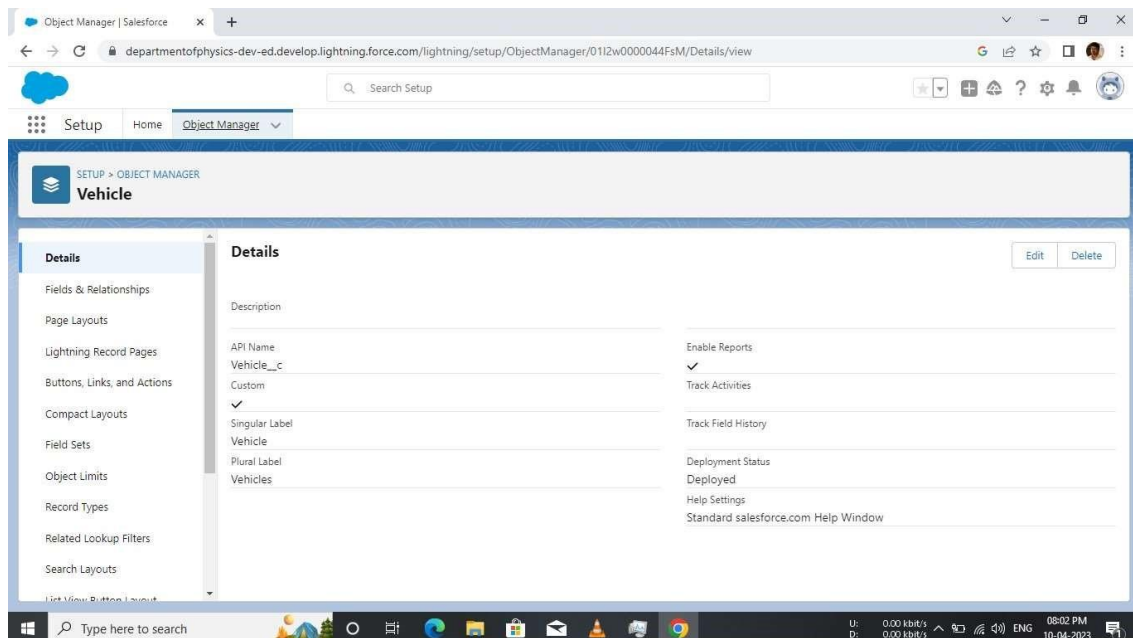 Object Manager | Salesforce
departmentofphysics-dev-ed.develop.lightning.force.com/lightning/setup/ObjectManager/01I2w0000044FsM/Details/view
Search Setup
Setup
Home
Object Manager
SETUP > OBJECT MANAGER
Vehicle
Details
Fields & Relationships
Page Layouts
Lightning Record Pages
Buttons, Links, and Actions
Compact Layouts
Field Sets
Object Limits
Record Types
Related Lookup Filters
Search Layouts
List View Button Layout
Details
Edit
Delete
Description
API Name
Vehicle__c
Custom
Singular Label
Vehicle
Plural Label
Vehicles
Enable Reports
Track Activities
Track Field History
Deployment Status
Deployed
Help Settings
Standard salesforce.com Help Window
Type here to search
U: 0.00 kbit/s
D: 0.00 kbit/s
ENG
08:02 PM
10-04-2023